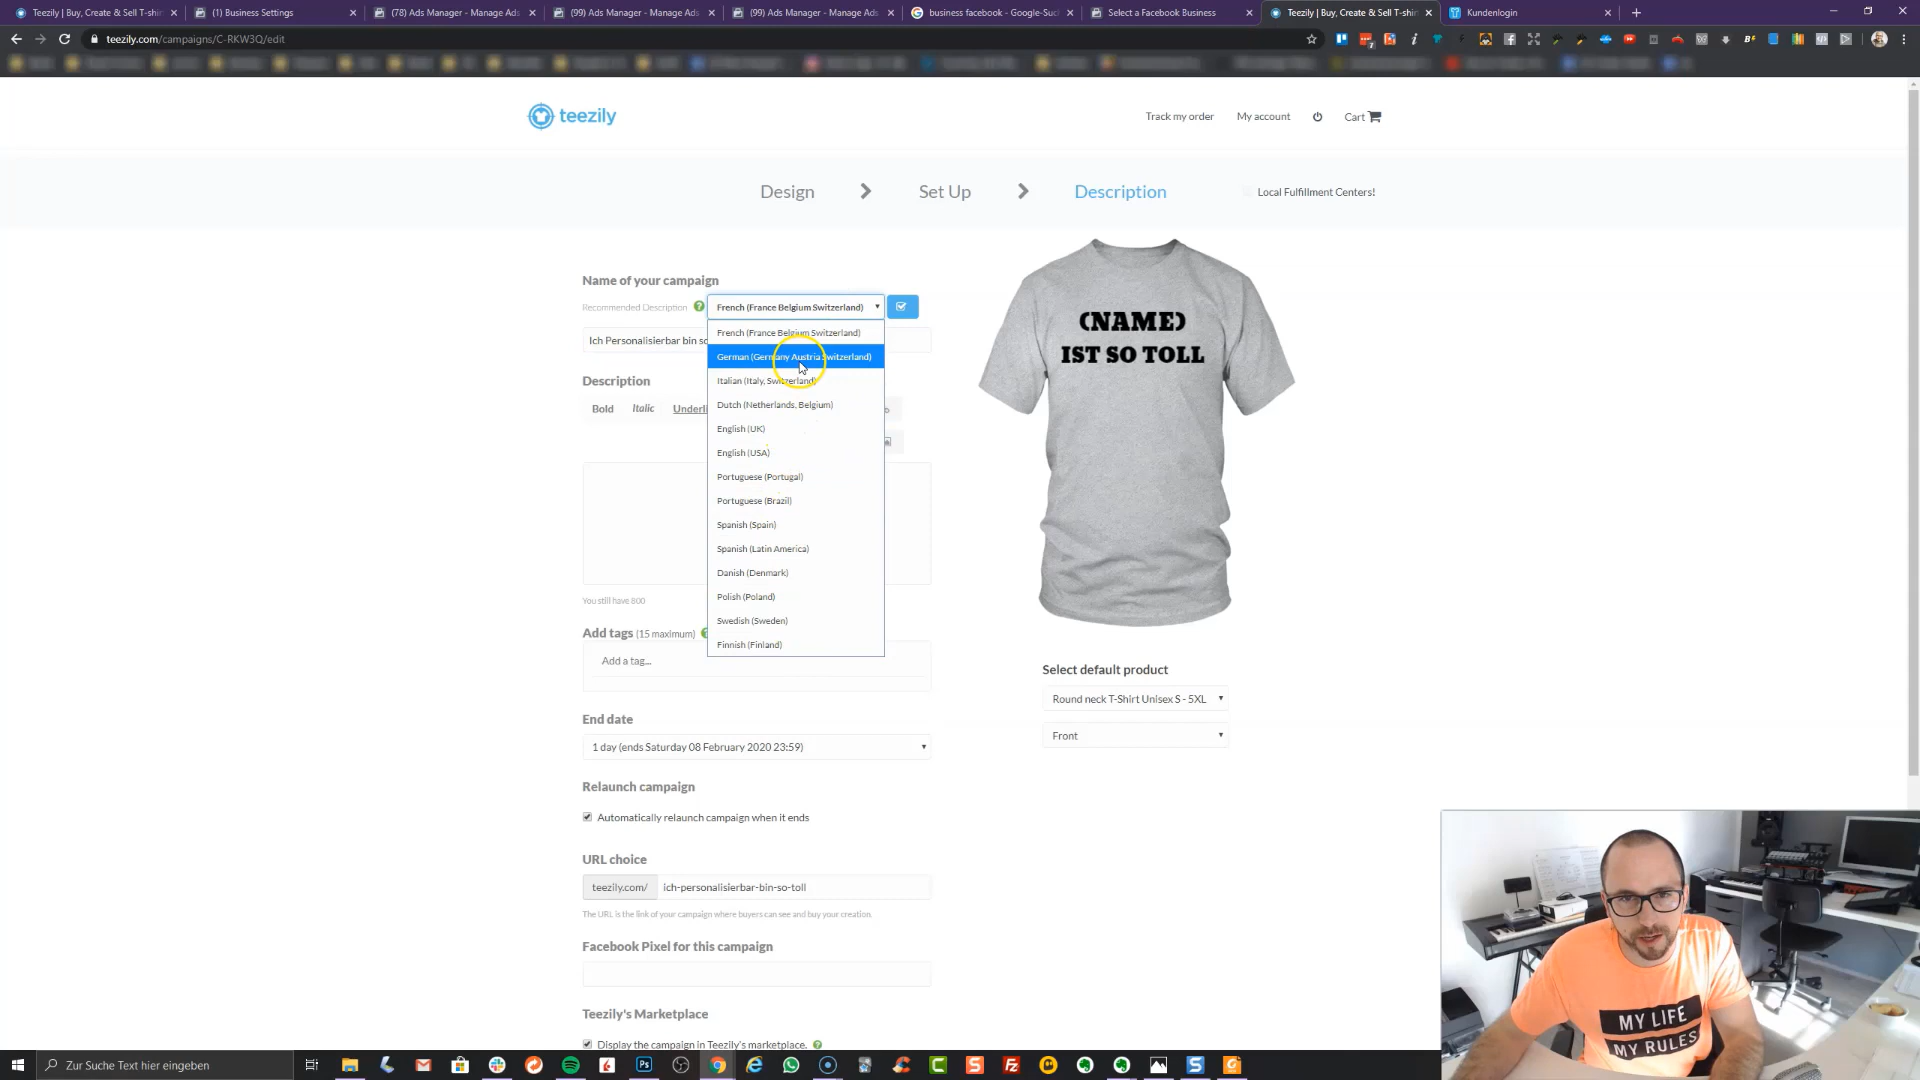 Teezily | Buy, Create & Sell T-shir
(1) Business Settings
(78) Ads Manager - Manage Ads
(99) Ads Manager - Manage Ads
(99) Ads Manager - Manage Ads
business facebook - Google-Suc
Select a Facebook Business
Teezily | Buy, Create & Sell T-shir
Kundenlogin
teezily.com/campaigns/C-RKW3Q/edit
teezily
Track my order
My account
Cart
Design
Set Up
Description
Local Fulfillment Centers!
Name of your campaign
Recommended Description
French (France Belgium Switzerland)
French (France Belgium Switzerland)
Ich Personalisierbar bin so
German (Germany Austria Switzerland)
Italian (Italy, Switzerland)
Dutch (Netherlands, Belgium)
English (UK)
English (USA)
Portuguese (Portugal)
Portuguese (Brazil)
Spanish (Spain)
Spanish (Latin America)
Danish (Denmark)
Polish (Poland)
Swedish (Sweden)
Finnish (Finland)
Description
Bold Italic Underli
You still have 800
(NAME)
IST SO TOLL
Add tags (15 maximum)
Add a tag...
Select default product
Round neck T-Shirt Unisex S - 5XL
Front
End date
1 day (ends Saturday 08 February 2020 23:59)
Relaunch campaign
Automatically relaunch campaign when it ends
URL choice
teezily.com/
ich-personalisierbar-bin-so-toll
The URL is the link of your campaign where buyers can see and buy your creation.
Facebook Pixel for this campaign
Teezily's Marketplace
Display the campaign in Teezily's marketplace.
MY LIFE
MY RULES
Zur Suche Text hier eingeben